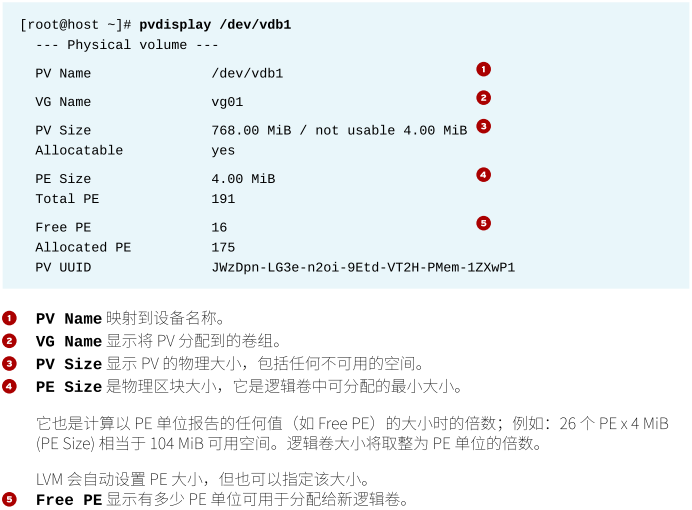 [root@host ~]# pvdisplay /dev/vdb1
--- Physical volume ---
PV Name /dev/vdb1 1
VG Name vg01 2
PV Size 768.00 MiB / not usable 4.00 MiB 3
Allocatable yes
PE Size 4.00 MiB 4
Total PE 191
Free PE 16 5
Allocated PE 175
PV UUID JWzDpn-LG3e-n2oi-9Etd-VT2H-PMem-1ZXwP1
1 PV Name 映射到设备名称。
2 VG Name 显示将 PV 分配到的卷组。
3 PV Size 显示 PV 的物理大小，包括任何不可用的空间。
4 PE Size 是物理区块大小，它是逻辑卷中可分配的最小大小。
它也是计算以 PE 单位报告的任何值（如 Free PE）的大小时的倍数；例如：26 个 PE x 4 MiB
(PE Size) 相当于 104 MiB 可用空间。逻辑卷大小将取整为 PE 单位的倍数。
LVM 会自动设置 PE 大小，但也可以指定该大小。
5 Free PE 显示有多少 PE 单位可用于分配给新逻辑卷。